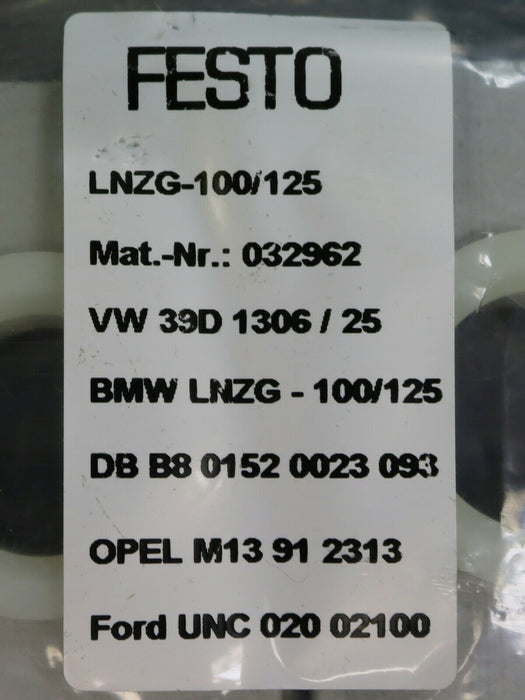 FESTO
LNZG-100/125
Mat.-Nr.: 032962
VW 39D 1306 / 25
BMW LNZG - 100/125
DB B8 0152 0023 093
OPEL M13 91 2313
Ford UNC 020 02100